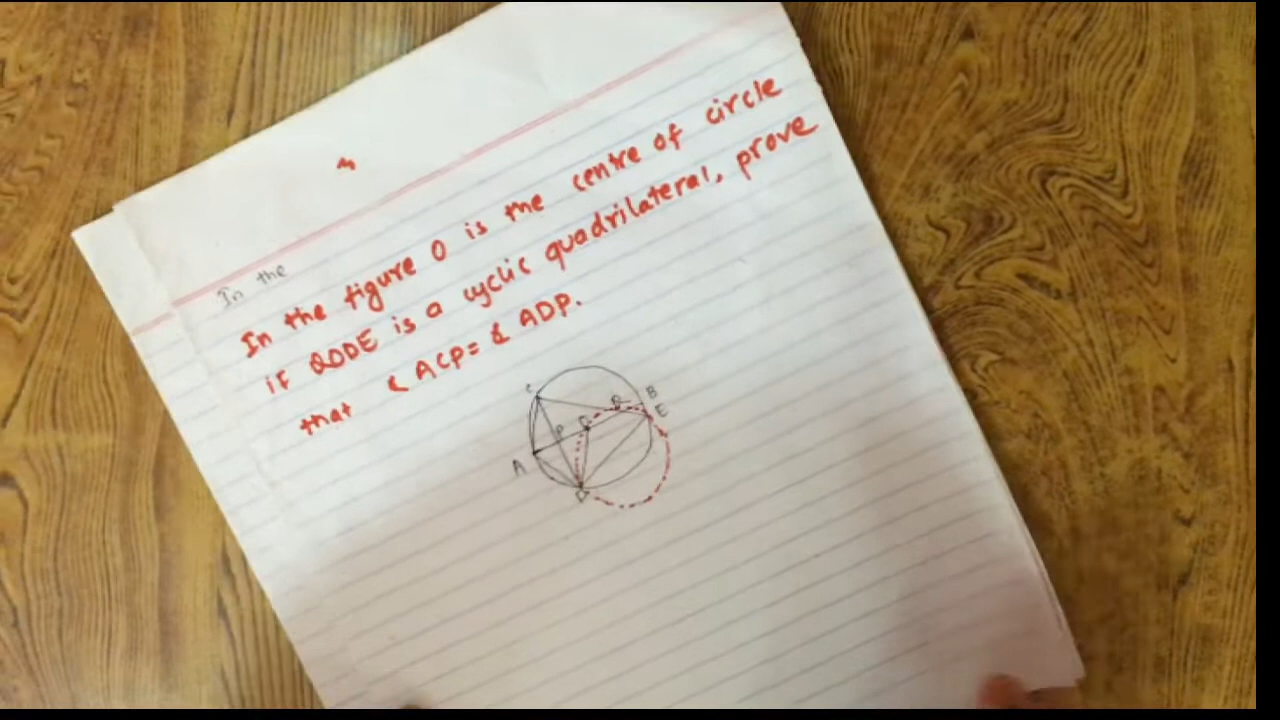 In the
In the figure O is the centre of circle
if QODE is a cyclic quadrilateral, prove
that ∠ACP = ∠ADP.
C
B
R
E
P
A
D